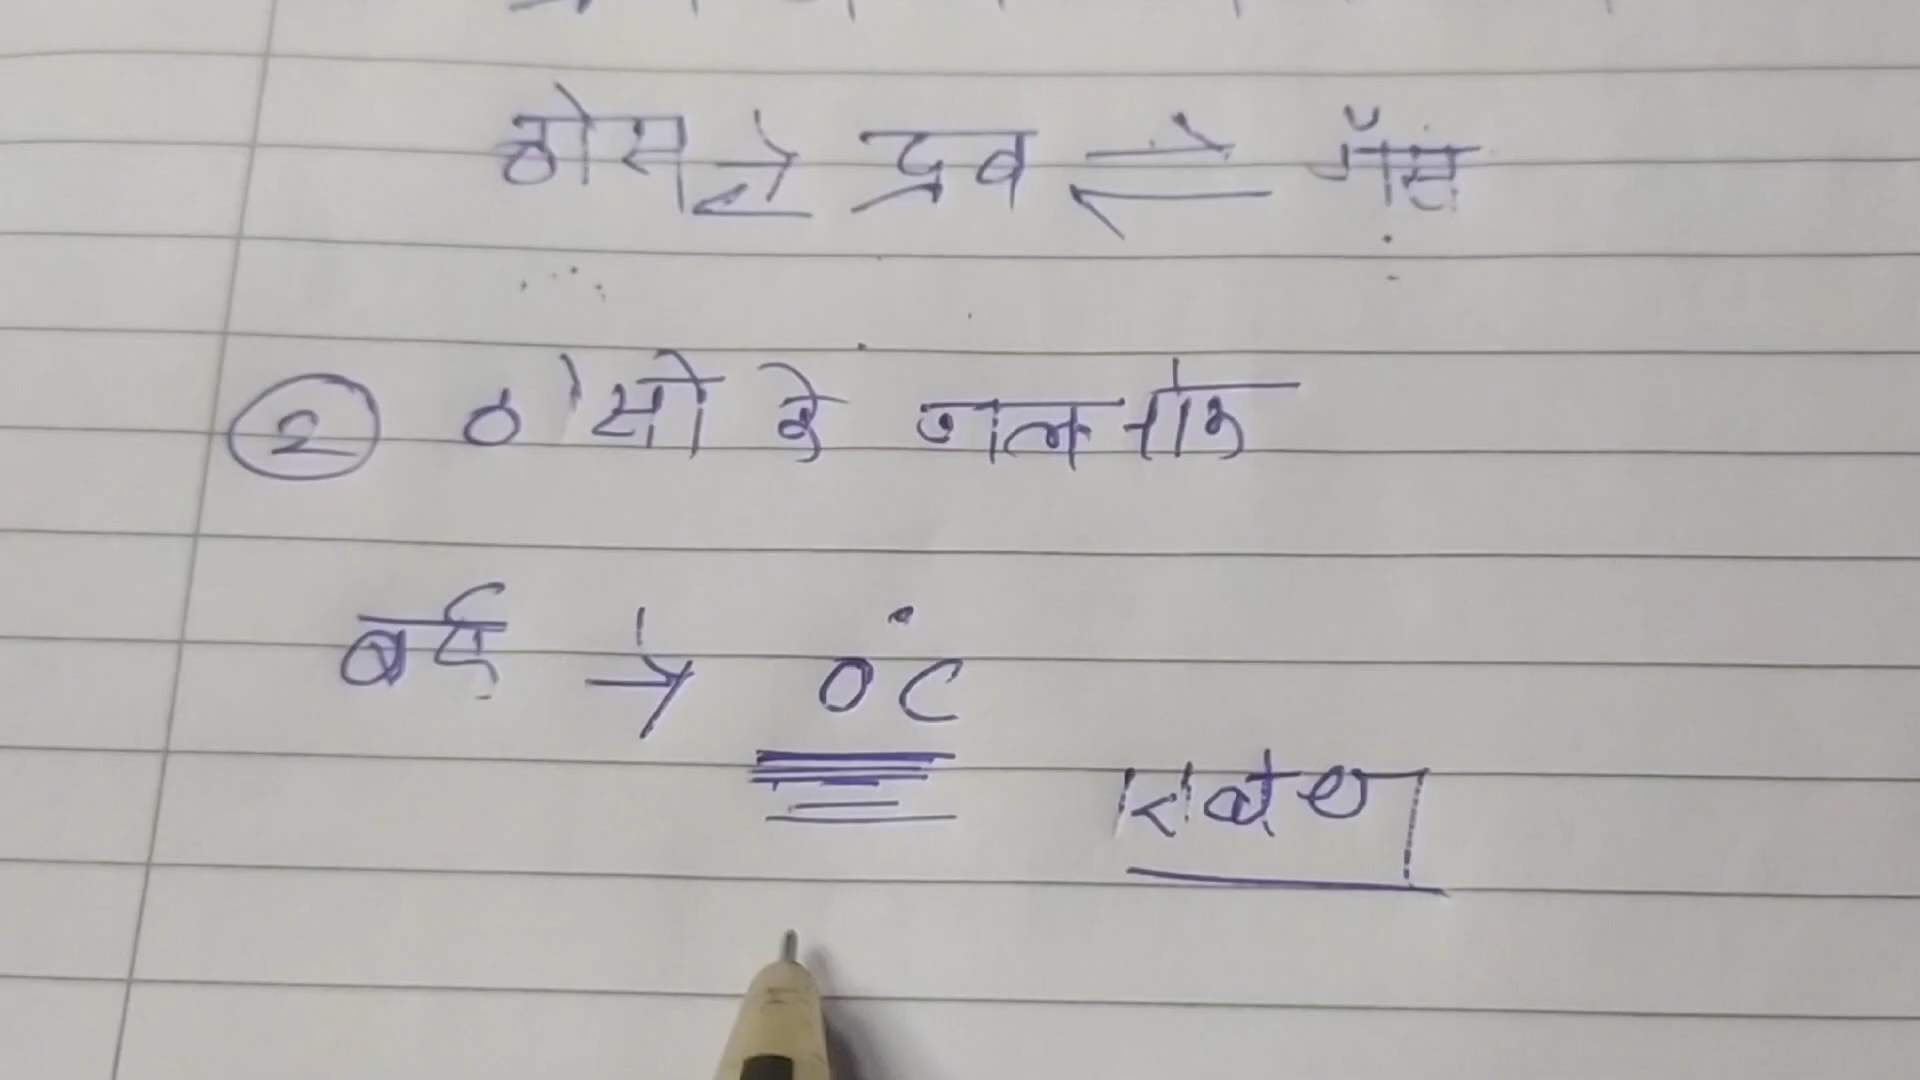 ठोस ⇌ द्रव ⇌ गैस
② ठोसो के गलनांक
बर्फ → 0°C